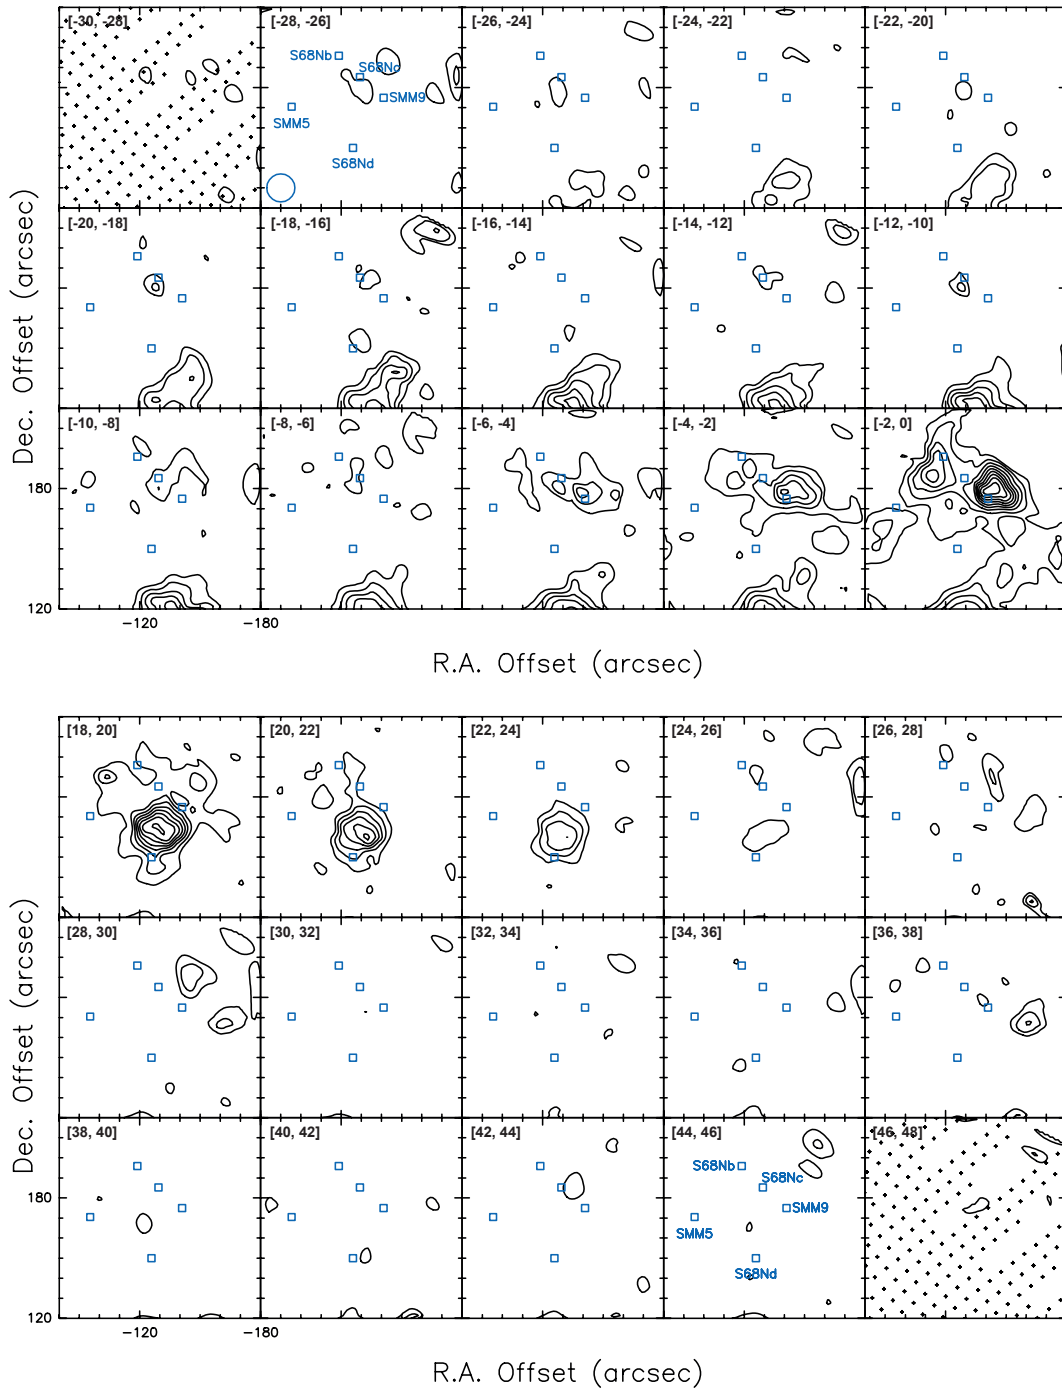 [-30, -28] [-28, -26] [-26, -24] [-24, -22] [-22, -20]
S68Nb
S68Nc
SMM9
SMM5
S68Nd
[-20, -18] [-18, -16] [-16, -14] [-14, -12] [-12, -10]
Dec. Offset (arcsec)
[-10, -8] [-8, -6] [-6, -4] [-4, -2] [-2, 0]
180
120
−120 −180
R.A. Offset (arcsec)
[18, 20] [20, 22] [22, 24] [24, 26] [26, 28]
[28, 30] [30, 32] [32, 34] [34, 36] [36, 38]
Dec. Offset (arcsec)
[38, 40] [40, 42] [42, 44] [44, 46] [46, 48]
S68Nb
S68Nc
180
SMM9
SMM5
S68Nd
120
−120 −180
R.A. Offset (arcsec)